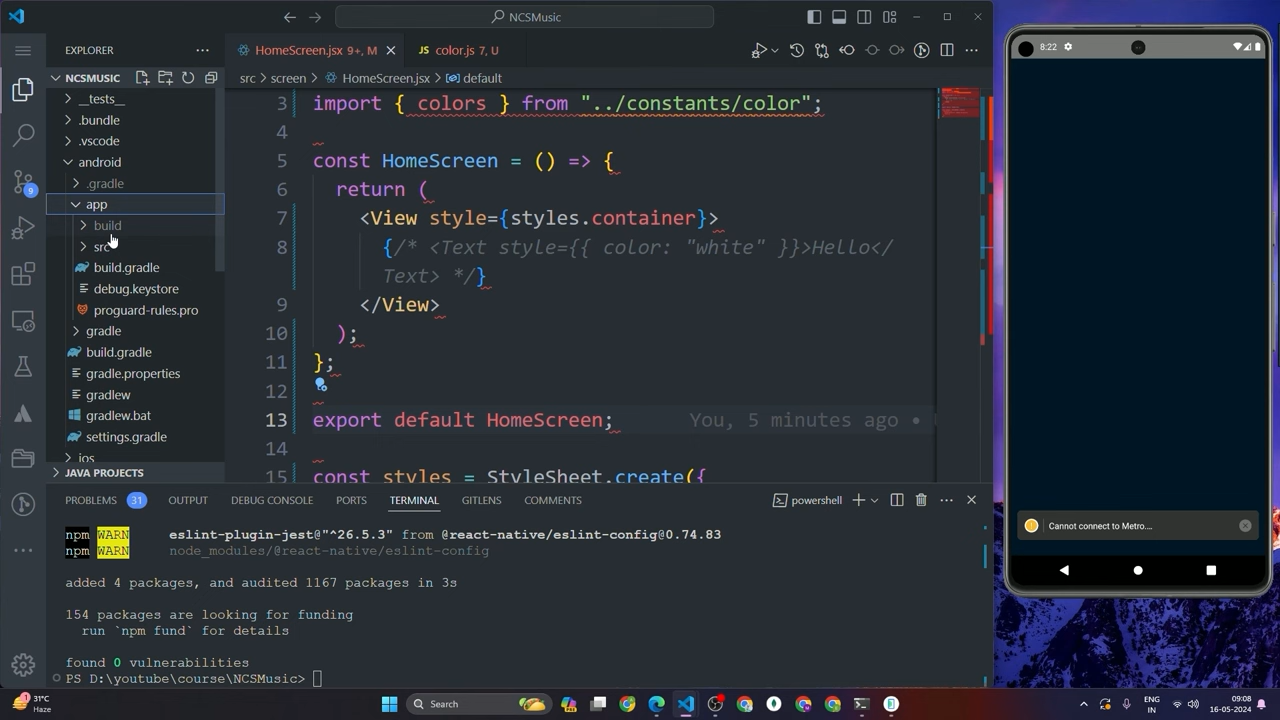 NCSMusic
8:22
EXPLORER
HomeScreen.jsx 9+, M
color.js 7, U
NCSMUSIC
src > screen > HomeScreen.jsx > default
__tests__
.bundle
.vscode
android
.gradle
app
build
src
build.gradle
debug.keystore
proguard-rules.pro
gradle
build.gradle
gradle.properties
gradlew
gradlew.bat
settings.gradle
ios
JAVA PROJECTS
9
3 import { colors } from "../constants/color";
4
5 const HomeScreen = () => {
6 return (
7 <View style={styles.container}>
8 {/* <Text style={{ color: "white" }}>Hello</
Text> */}
9 </View>
10 );
11 };
12
13 export default HomeScreen; You, 5 minutes ago •
14
15 const styles = StyleSheet.create({
PROBLEMS 31 OUTPUT DEBUG CONSOLE PORTS TERMINAL GITLENS COMMENTS powershell
npm WARN eslint-plugin-jest@"^26.5.3" from @react-native/eslint-config@0.74.83
npm WARN node_modules/@react-native/eslint-config
added 4 packages, and audited 1167 packages in 3s
154 packages are looking for funding
run `npm fund` for details
found 0 vulnerabilities
PS D:\youtube\course\NCSMusic>
Cannot connect to Metro....
31°C
Haze
Search
ENG
IN
09:08
16-05-2024